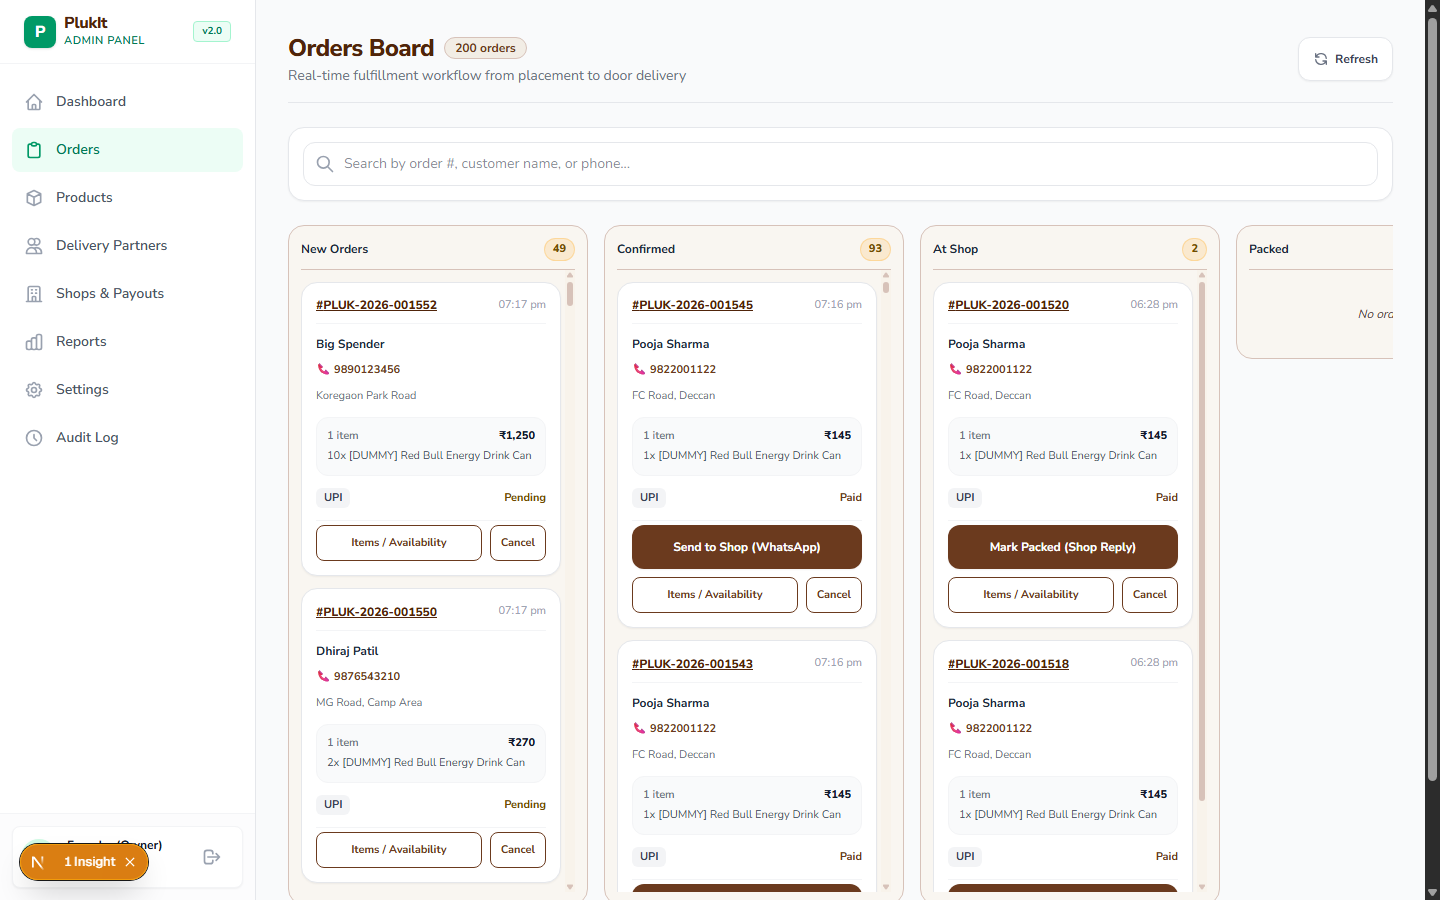 P
PlukIt
ADMIN PANEL
v2.0
Dashboard
Orders
Products
Delivery Partners
Shops & Payouts
Reports
Settings
Audit Log
1 Insight
Orders Board
200 orders
Real-time fulfillment workflow from placement to door delivery
Refresh
Search by order #, customer name, or phone...
New Orders
49
#PLUK-2026-001552
07:17 pm
Big Spender
9890123456
Koregaon Park Road
1 item
₹1,250
10x [DUMMY] Red Bull Energy Drink Can
UPI
Pending
Items / Availability
Cancel
#PLUK-2026-001550
07:17 pm
Dhiraj Patil
9876543210
MG Road, Camp Area
1 item
₹270
2x [DUMMY] Red Bull Energy Drink Can
UPI
Pending
Items / Availability
Cancel
Confirmed
93
#PLUK-2026-001545
07:16 pm
Pooja Sharma
9822001122
FC Road, Deccan
1 item
₹145
1x [DUMMY] Red Bull Energy Drink Can
UPI
Paid
Send to Shop (WhatsApp)
Items / Availability
Cancel
#PLUK-2026-001543
07:16 pm
Pooja Sharma
9822001122
FC Road, Deccan
1 item
₹145
1x [DUMMY] Red Bull Energy Drink Can
UPI
Paid
At Shop
2
#PLUK-2026-001520
06:28 pm
Pooja Sharma
9822001122
FC Road, Deccan
1 item
₹145
1x [DUMMY] Red Bull Energy Drink Can
UPI
Paid
Mark Packed (Shop Reply)
Items / Availability
Cancel
#PLUK-2026-001518
06:28 pm
Pooja Sharma
9822001122
FC Road, Deccan
1 item
₹145
1x [DUMMY] Red Bull Energy Drink Can
UPI
Paid
Packed
No ord